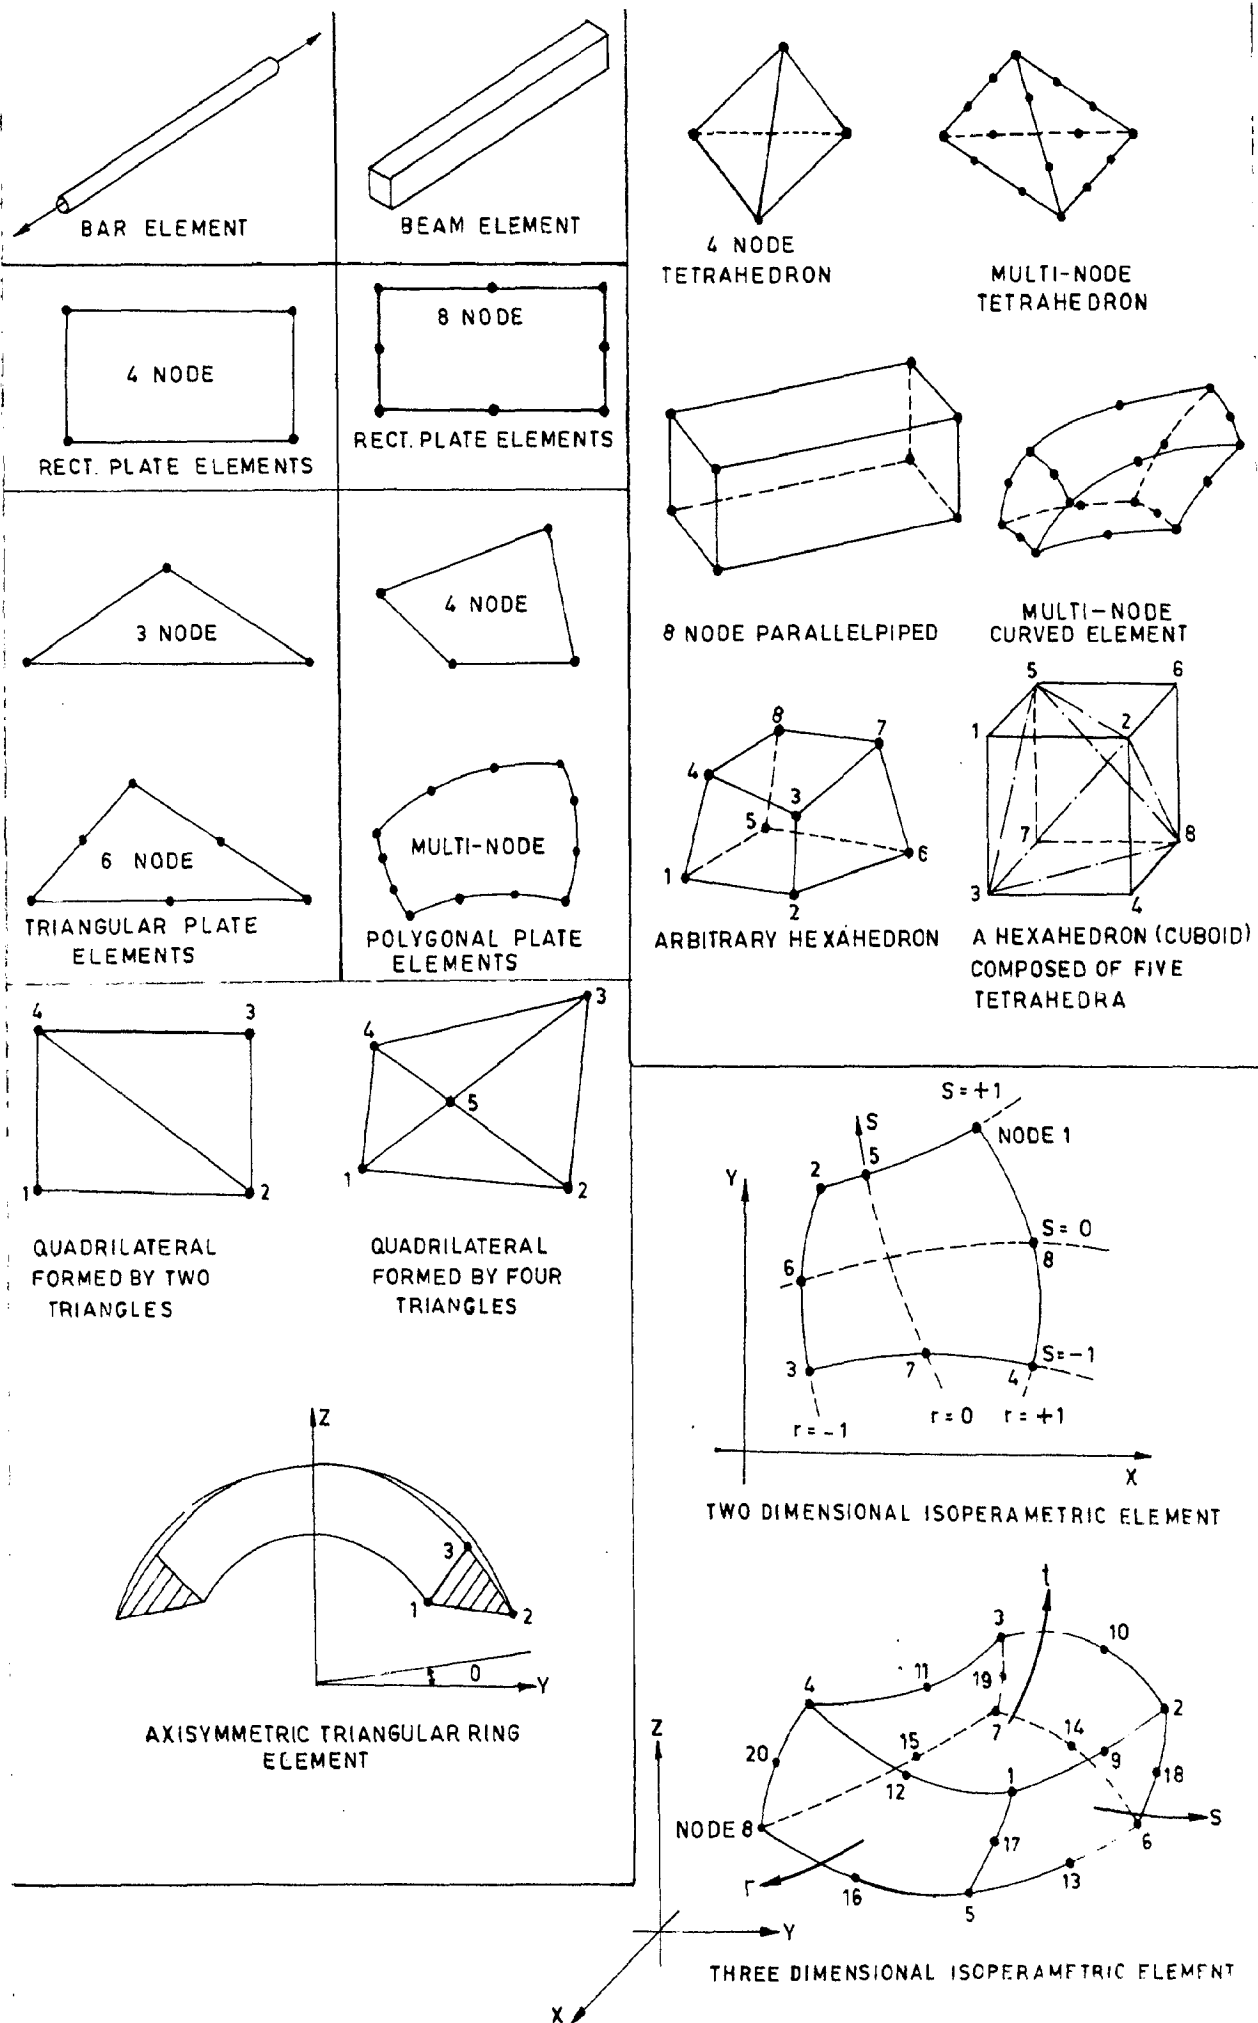 BAR ELEMENT
BEAM ELEMENT
4 NODE
TETRAHEDRON
MULTI-NODE
TETRAHEDRON
4 NODE
RECT. PLATE ELEMENTS
8 NODE
RECT. PLATE ELEMENTS
8 NODE PARALLELPIPED
MULTI-NODE
CURVED ELEMENT
3 NODE
4 NODE
6 NODE
TRIANGULAR PLATE
ELEMENTS
MULTI-NODE
POLYGONAL PLATE
ELEMENTS
8
7
4
3
5
6
1
2
ARBITRARY HEXAHEDRON
5
6
1
2
7
8
3
4
A HEXAHEDRON (CUBOID)
COMPOSED OF FIVE
TETRAHEDRA
4
3
1
2
QUADRILATERAL
FORMED BY TWO
TRIANGLES
3
4
5
1
2
QUADRILATERAL
FORMED BY FOUR
TRIANGLES
S=+1
S
NODE 1
5
2
Y
S=0
8
6
S=-1
3
7
4
r=-1
r=0
r=+1
X
TWO DIMENSIONAL ISOPERAMETRIC ELEMENT
Z
3
1
2
0
Y
AXISYMMETRIC TRIANGULAR RING
ELEMENT
t
3
10
11
19
4
2
7
14
Z
15
9
20
12
1
18
NODE 8
S
6
17
r
16
13
5
Y
X
THREE DIMENSIONAL ISOPERAMETRIC ELEMENT